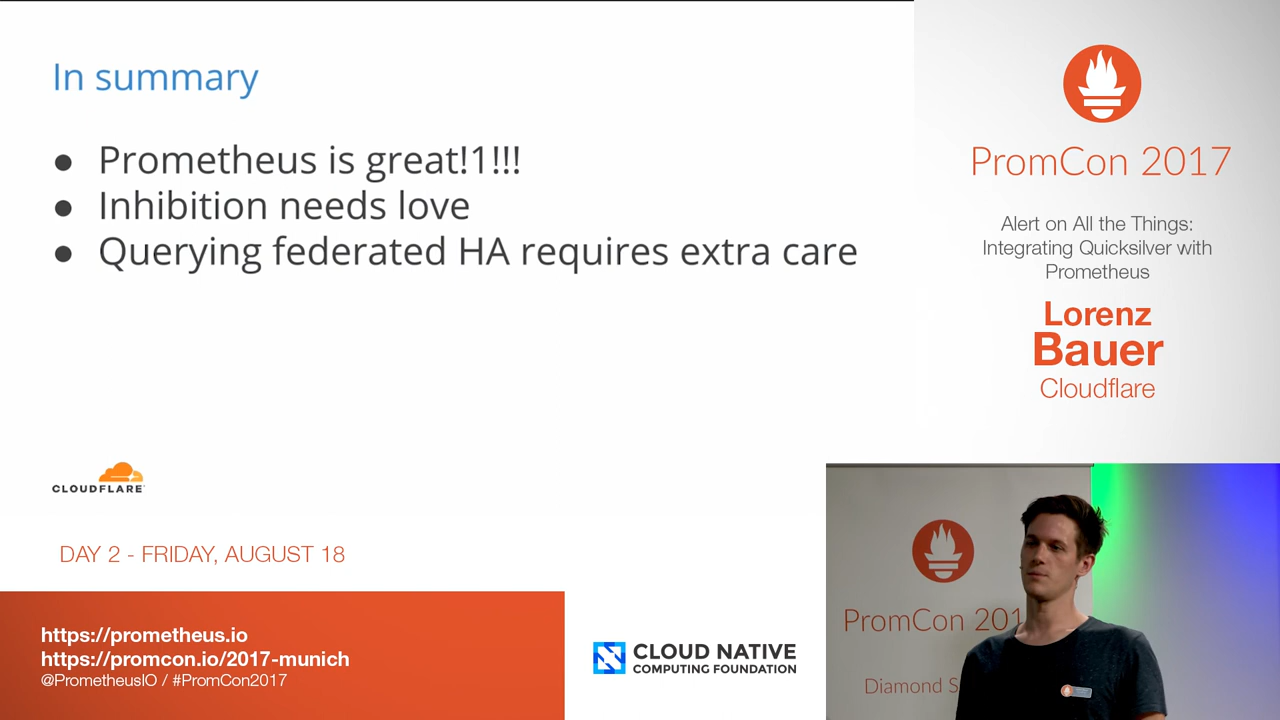 In summary
● Prometheus is great!1!!!
● Inhibition needs love
● Querying federated HA requires extra care
CLOUDFLARE
DAY 2 - FRIDAY, AUGUST 18
https://prometheus.io
https://promcon.io/2017-munich
@PrometheusIO / #PromCon2017
CLOUD NATIVE
COMPUTING FOUNDATION
PromCon 2017
Alert on All the Things:
Integrating Quicksilver with
Prometheus
Lorenz
Bauer
Cloudflare
PromCon 201
Diamond S